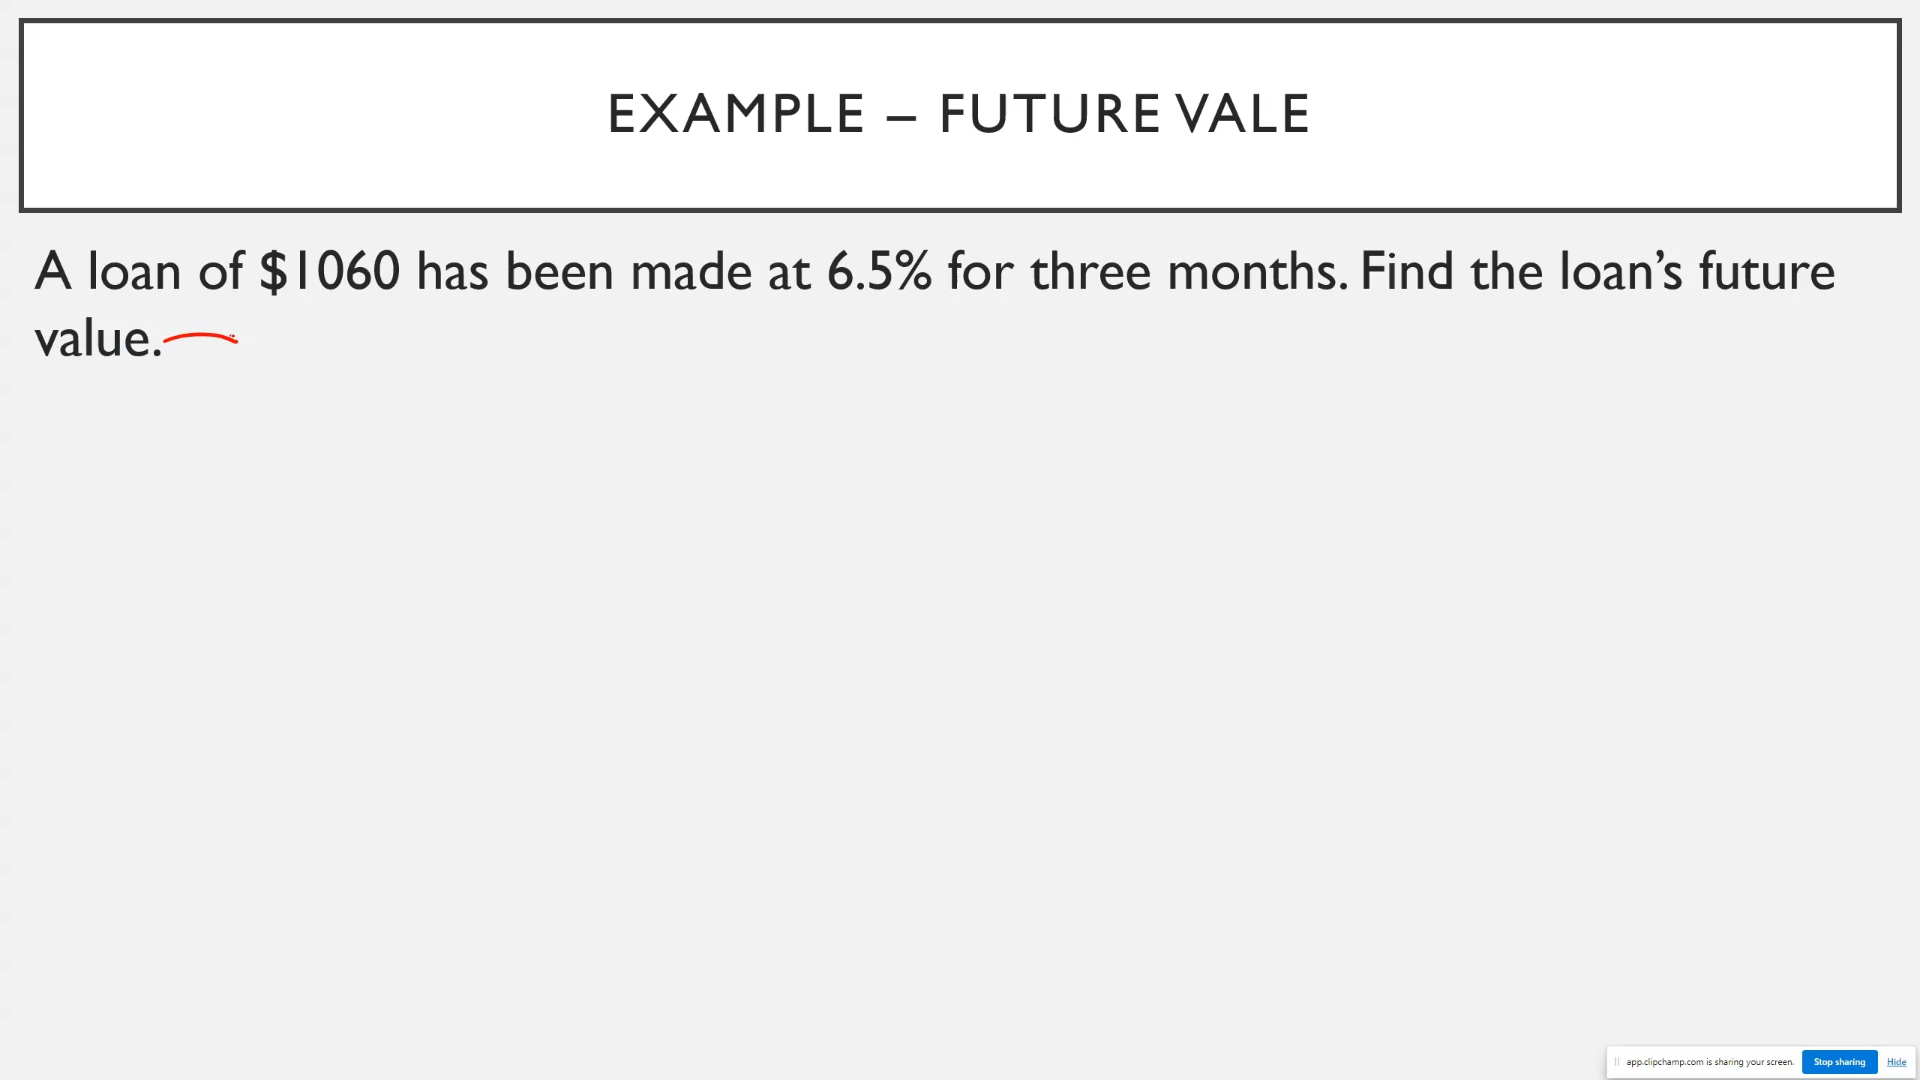 EXAMPLE – FUTURE VALE
A loan of $1060 has been made at 6.5% for three months. Find the loan’s future
value.
app.clipchamp.com is sharing your screen.
Stop sharing
Hide